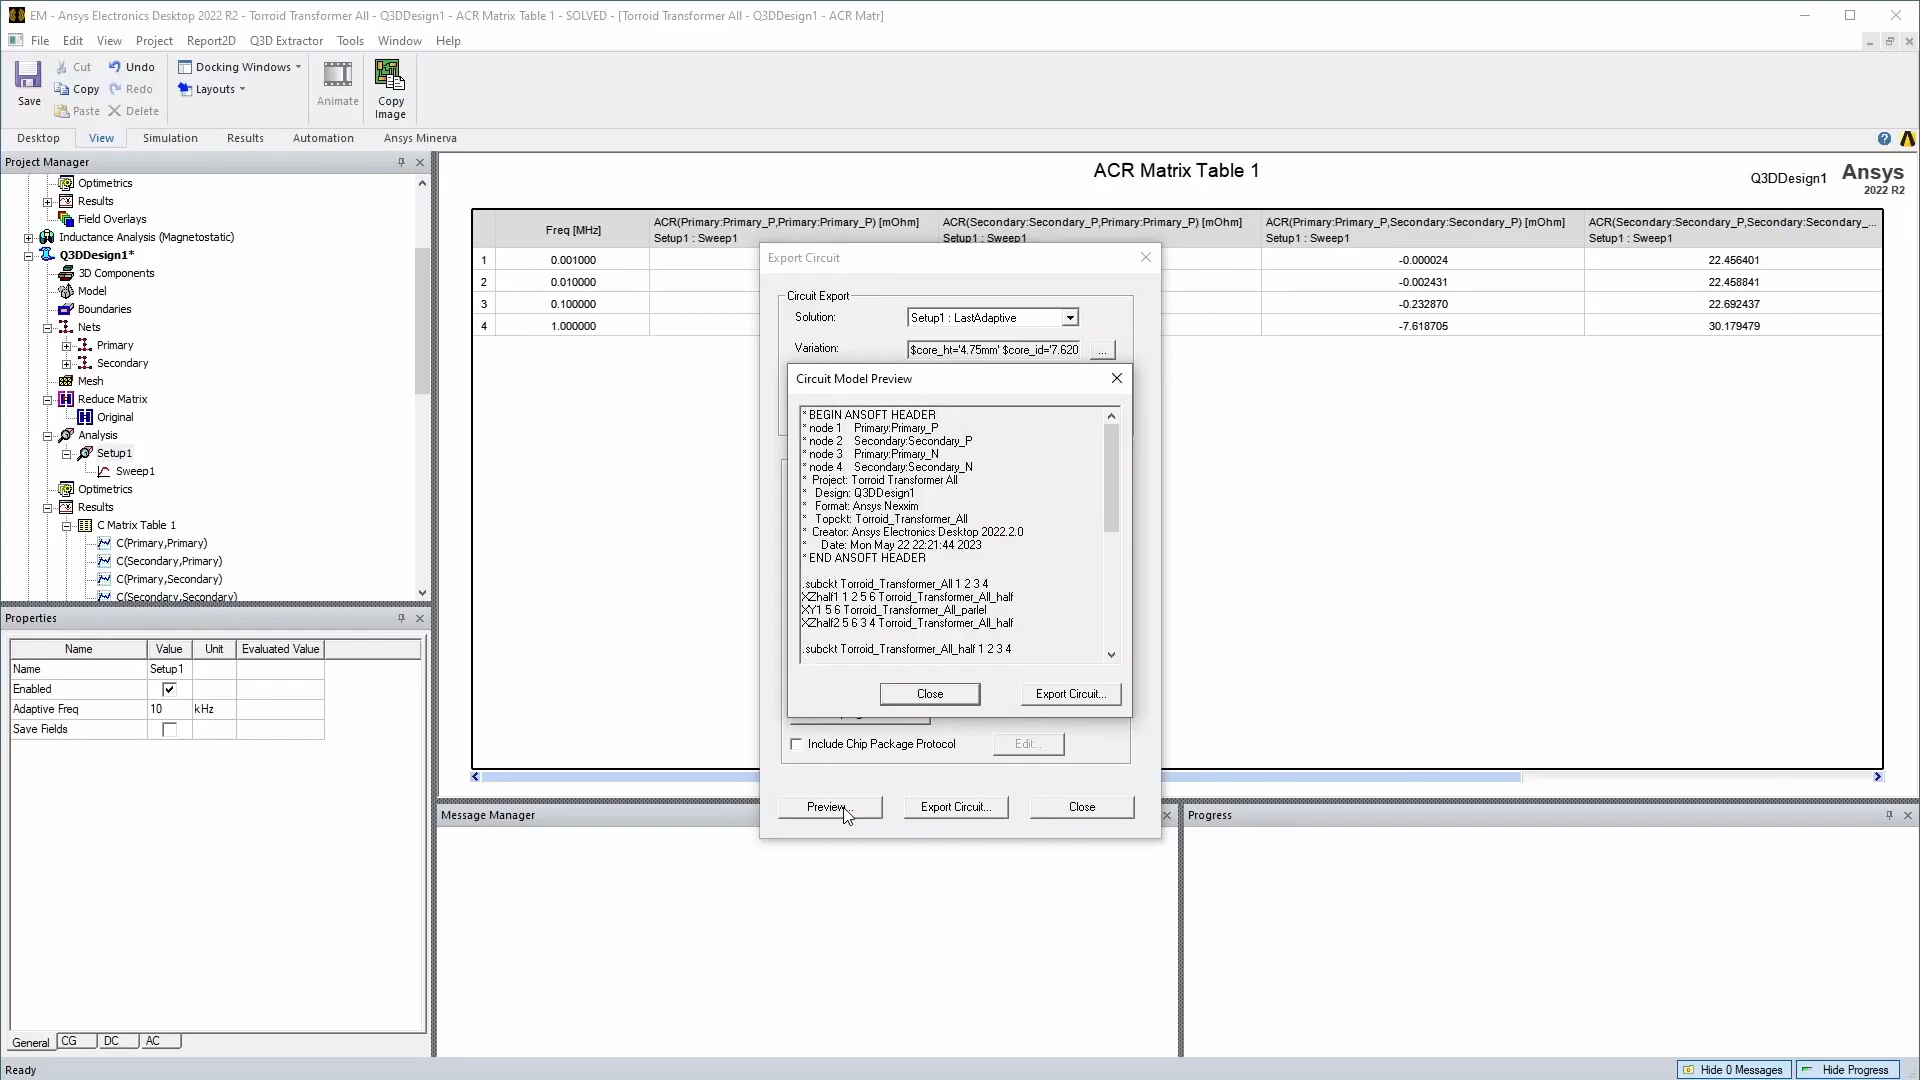 EM - Ansys Electronics Desktop 2022 R2 - Torroid Transformer All - Q3DDesign1 - ACR Matrix Table 1 - SOLVED - [Torroid Transformer All - Q3DDesign1 - ACR Matr]
File Edit View Project Report2D Q3D Extractor Tools Window Help
Save
Cut
Copy
Paste
Undo
Redo
Delete
Docking Windows
Layouts
Animate
Copy
Image
Desktop View Simulation Results Automation Ansys Minerva
Project Manager
Optimetrics
Results
Field Overlays
Inductance Analysis (Magnetostatic)
Q3DDesign1*
3D Components
Model
Boundaries
Nets
Primary
Secondary
Mesh
Reduce Matrix
Original
Analysis
Setup1
Sweep1
Optimetrics
Results
C Matrix Table 1
C(Primary,Primary)
C(Secondary,Primary)
C(Primary,Secondary)
C(Secondary,Secondary)
Properties
Name Value Unit Evaluated Value
Name Setup1
Enabled
Adaptive Freq 10 kHz
Save Fields
General CG DC AC
ACR Matrix Table 1
Q3DDesign1
Ansys
2022 R2
Freq [MHz]
ACR(Primary:Primary_P,Primary:Primary_P) [mOhm]
Setup1 : Sweep1
ACR(Secondary:Secondary_P,Primary:Primary_P) [mOhm]
Setup1 : Sweep1
ACR(Primary:Primary_P,Secondary:Secondary_P) [mOhm]
Setup1 : Sweep1
ACR(Secondary:Secondary_P,Secondary:Secondary_...
Setup1 : Sweep1
1 0.001000 -0.000024 22.456401
2 0.010000 -0.002431 22.458841
3 0.100000 -0.232870 22.692437
4 1.000000 -7.618705 30.179479
Export Circuit
Circuit Export
Solution: Setup1 : LastAdaptive
Variation: $core_ht='4.75mm' $core_id='7.620 ...
Circuit Model Preview
* BEGIN ANSOFT HEADER
* node 1 Primary:Primary_P
* node 2 Secondary:Secondary_P
* node 3 Primary:Primary_N
* node 4 Secondary:Secondary_N
* Project: Torroid Transformer All
* Design: Q3DDesign1
* Format: Ansys Nexxim
* Topckt: Torroid_Transformer_All
* Creator: Ansys Electronics Desktop 2022.2.0
* Date: Mon May 22 22:21:44 2023
* END ANSOFT HEADER
.subckt Torroid_Transformer_All 1 2 3 4
XZhalf1 1 2 5 6 Torroid_Transformer_All_half
XY1 5 6 Torroid_Transformer_All_parlel
XZhalf2 5 6 3 4 Torroid_Transformer_All_half
.subckt Torroid_Transformer_All_half 1 2 3 4
Close Export Circuit...
Include Chip Package Protocol Edit...
Preview... Export Circuit... Close
Message Manager
Progress
Ready
Hide 0 Messages Hide Progress